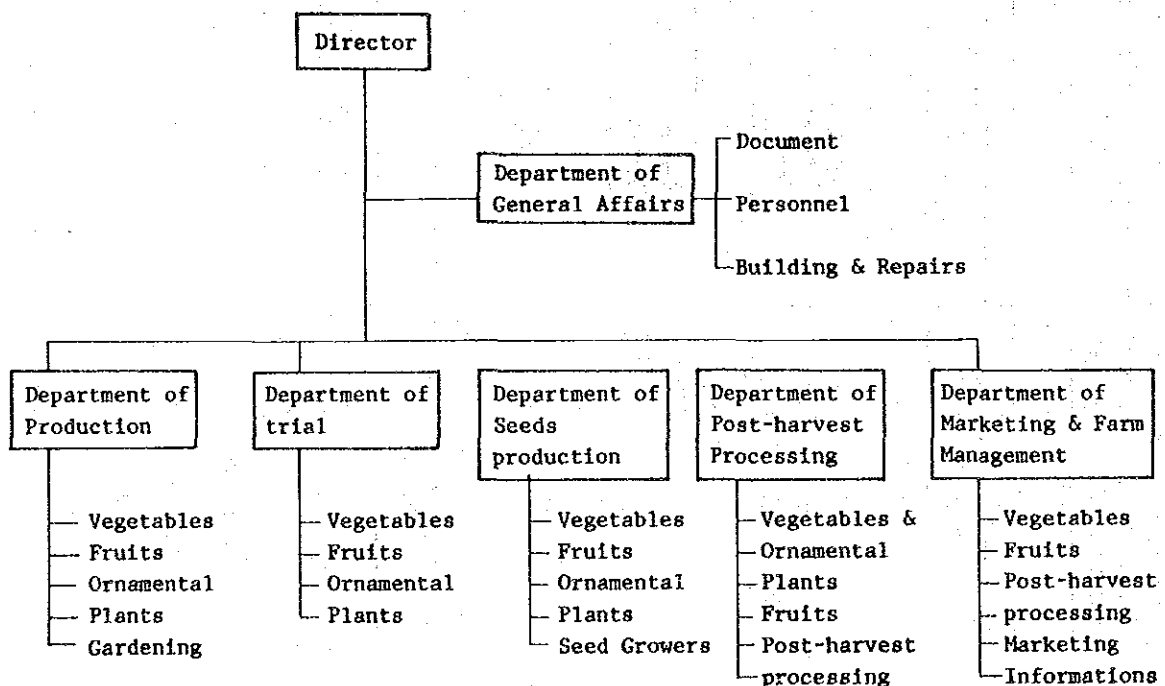 Director
Department of
General Affairs
Document
Personnel
Building & Repairs
Department of
Production
Vegetables
Fruits
Ornamental
Plants
Gardening
Department of
trial
Vegetables
Fruits
Ornamental
Plants
Department of
Seeds
production
Vegetables
Fruits
Ornamental
Plants
Seed Growers
Department of
Post-harvest
Processing
Vegetables &
Ornamental
Plants
Fruits
Post-harvest
processing
Department of
Marketing & Farm
Management
Vegetables
Fruits
Post-harvest
processing
Marketing
Informations